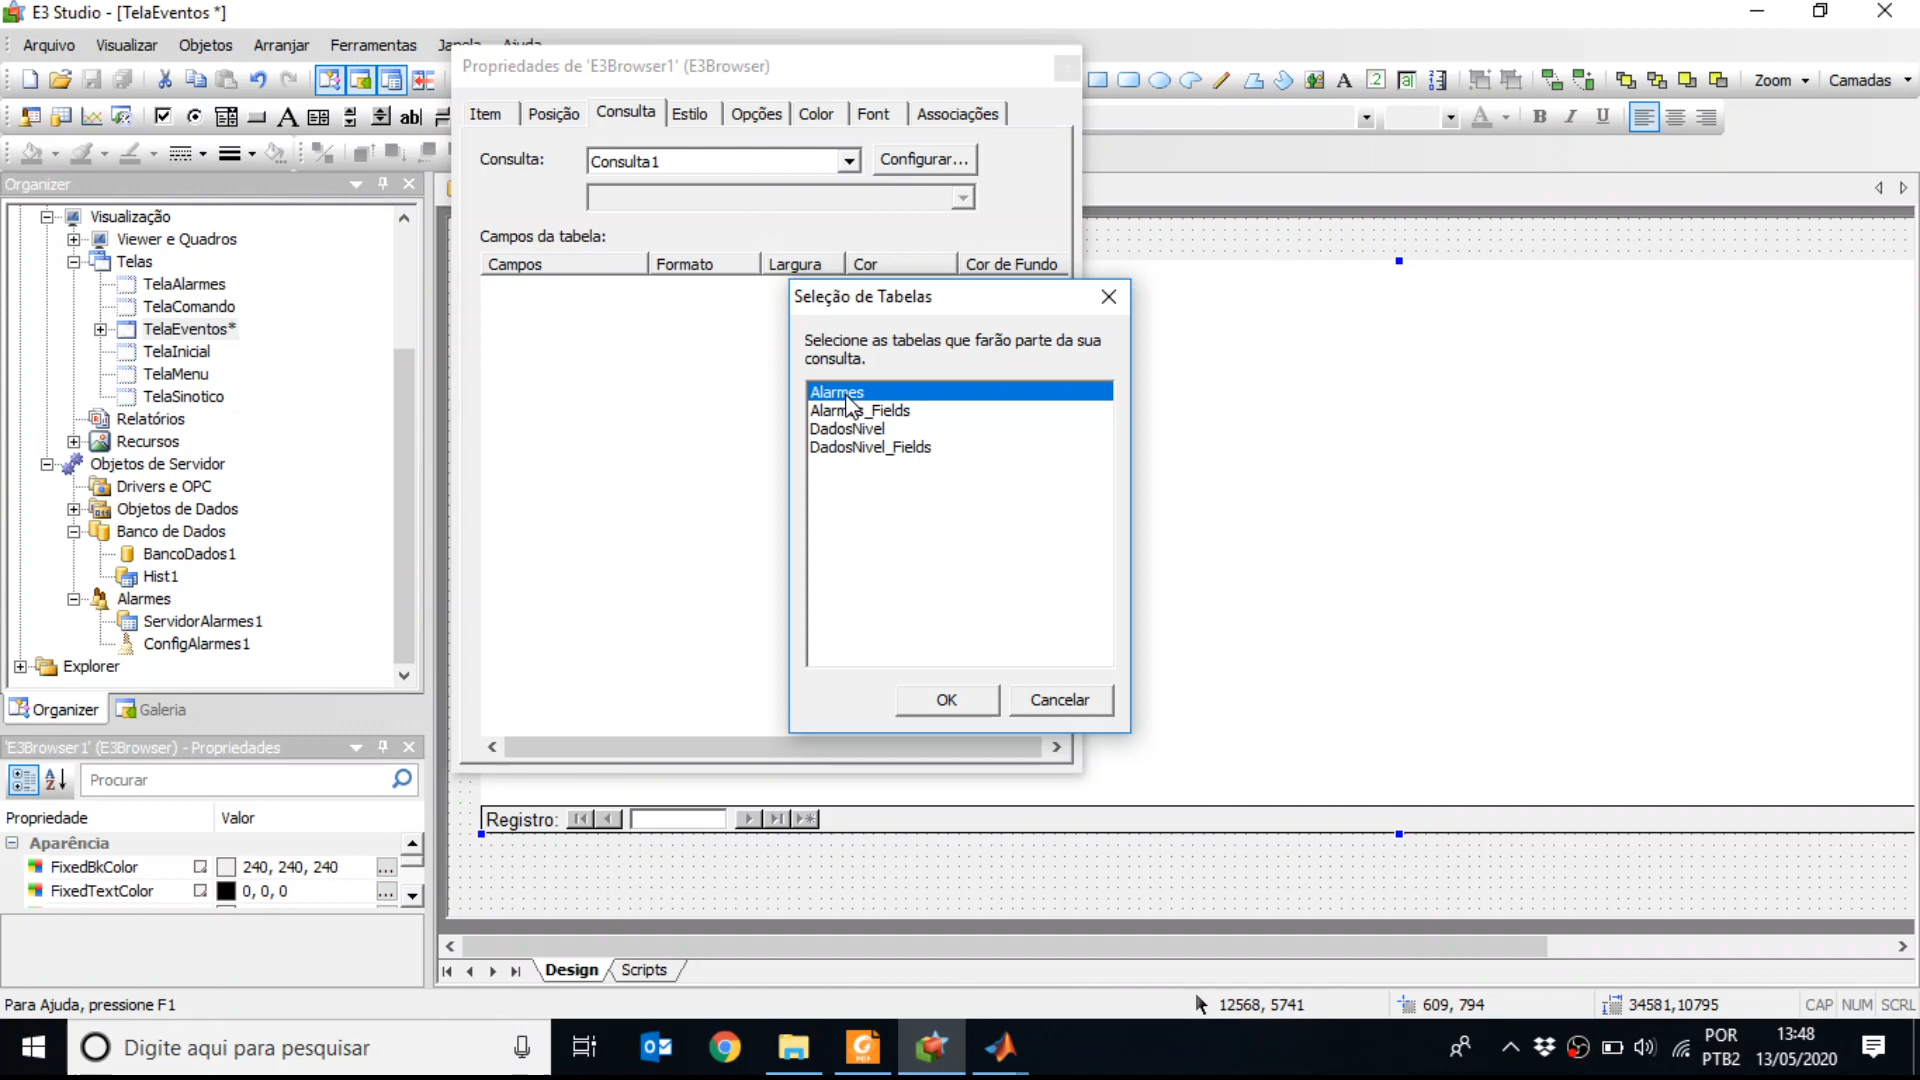 E3 Studio - [TelaEventos *]
Arquivo Visualizar Objetos Arranjar Ferramentas Janela Ajuda
Zoom Camadas
Organizer
Visualização
Viewer e Quadros
Telas
TelaAlarmes
TelaComando
TelaEventos*
TelaInicial
TelaMenu
TelaSinotico
Relatórios
Recursos
Objetos de Servidor
Drivers e OPC
Objetos de Dados
Banco de Dados
BancoDados1
Hist1
Alarmes
ServidorAlarmes1
ConfigAlarmes1
Explorer
Organizer Galeria
'E3Browser1' (E3Browser) - Propriedades
Procurar
Propriedade Valor
Aparência
FixedBkColor 240, 240, 240 ...
FixedTextColor 0, 0, 0 ...
Propriedades de 'E3Browser1' (E3Browser)
Item Posição Consulta Estilo Opções Color Font Associações
Consulta: Consulta1 Configurar...
Campos da tabela:
Campos Formato Largura Cor Cor de Fundo
Seleção de Tabelas
Selecione as tabelas que farão parte da sua
consulta.
Alarmes
Alarmes_Fields
DadosNivel
DadosNivel_Fields
OK Cancelar
Registro:
Design Scripts
Para Ajuda, pressione F1 12568, 5741 609, 794 34581,10795 CAP NUM SCRL
Digite aqui para pesquisar
POR
PTB2
13:48
13/05/2020